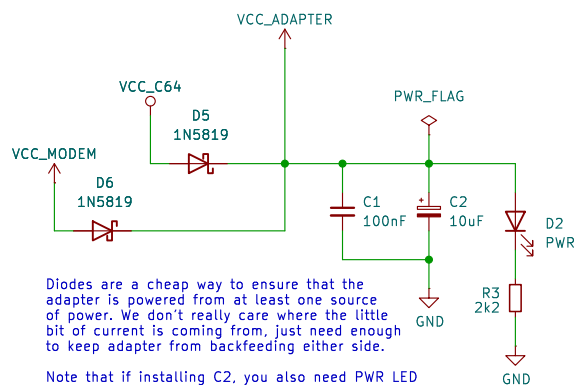 VCC_ADAPTER
VCC_C64
PWR_FLAG
D5
1N5819
VCC_MODEM
D6
1N5819
C1
100nF
+
C2
10uF
D2
PWR
R3
2k2
GND
GND
Diodes are a cheap way to ensure that the
adapter is powered from at least one source
of power. We don't really care where the little
bit of current is coming from, just need enough
to keep adapter from backfeeding either side.
Note that if installing C2, you also need PWR LED